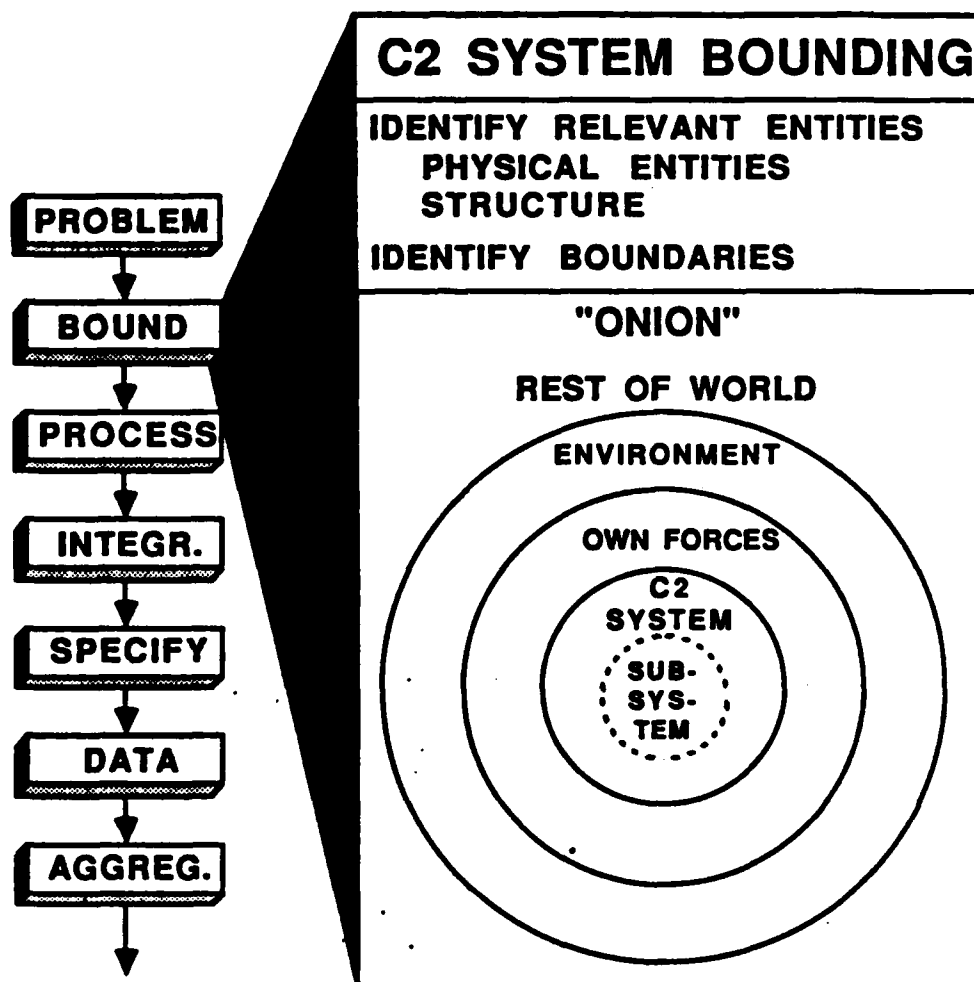 PROBLEM
BOUND
PROCESS
INTEGR.
SPECIFY
DATA
AGGREG.
C2 SYSTEM BOUNDING
IDENTIFY RELEVANT ENTITIES
PHYSICAL ENTITIES
STRUCTURE
IDENTIFY BOUNDARIES
"ONION"
REST OF WORLD
ENVIRONMENT
OWN FORCES
C2
SYSTEM
SUB-
SYS-
TEM